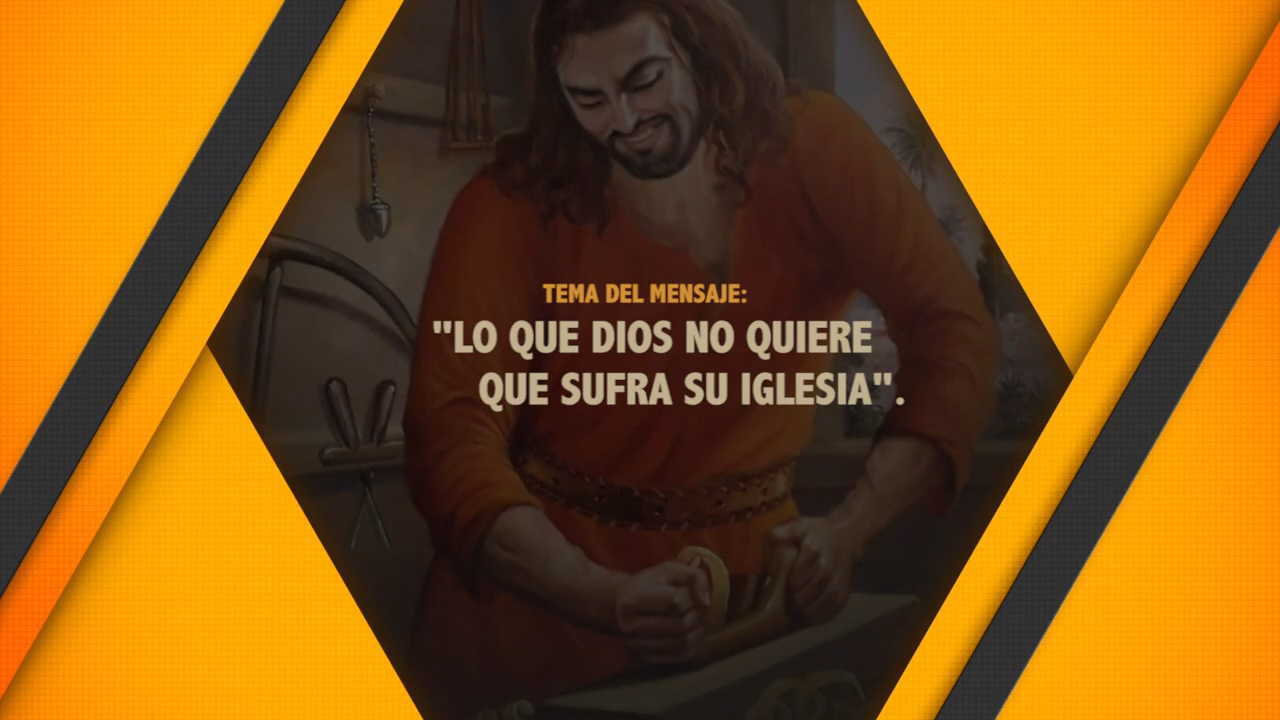 TEMA DEL MENSAJE:
"LO QUE DIOS NO QUIERE
QUE SUFRA SU IGLESIA".